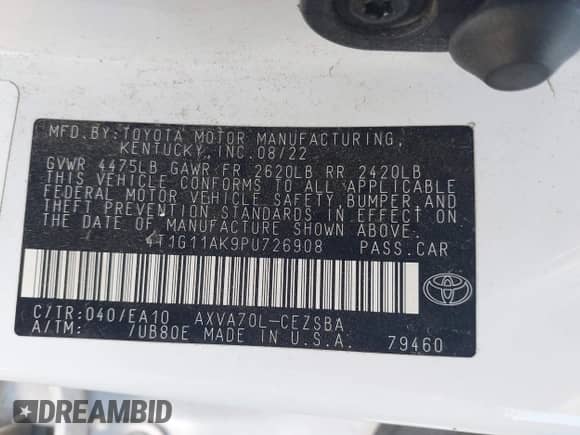 MFD. BY: TOYOTA MOTOR MANUFACTURING,
KENTUCKY, INC. 08/22
GVWR 4475LB GAWR FR 2620LB RR 2420LB
THIS VEHICLE CONFORMS TO ALL APPLICABLE
FEDERAL MOTOR VEHICLE SAFETY, BUMPER, AND
THEFT PREVENTION STANDARDS IN EFFECT ON
THE DATE OF MANUFACTURE SHOWN ABOVE.
4T1G11AK9PU726908 PASS. CAR
C/TR: 040/EA10 AXVA70L-CEZSBA
A/TM: /UB80E MADE IN U.S.A. 79460
DREAMBID